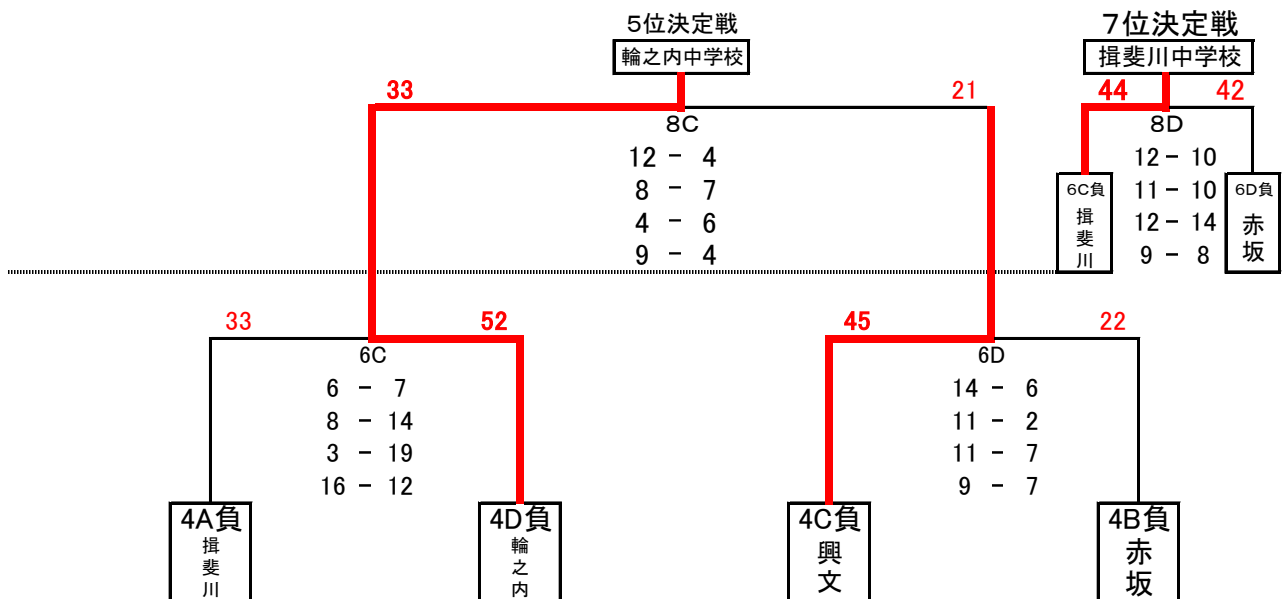 5位決定戦
輪之内中学校
7位決定戦
揖斐川中学校
33
21
8C
12 - 4
8 - 7
4 - 6
9 - 4
44
42
8D
12 - 10
11 - 10
12 - 14
9 - 8
6C負
揖斐川
6D負
赤坂
33
52
6C
6 - 7
8 - 14
3 - 19
16 - 12
45
22
6D
14 - 6
11 - 2
11 - 7
9 - 7
4A負
揖斐川
4D負
輪之内
4C負
興文
4B負
赤坂